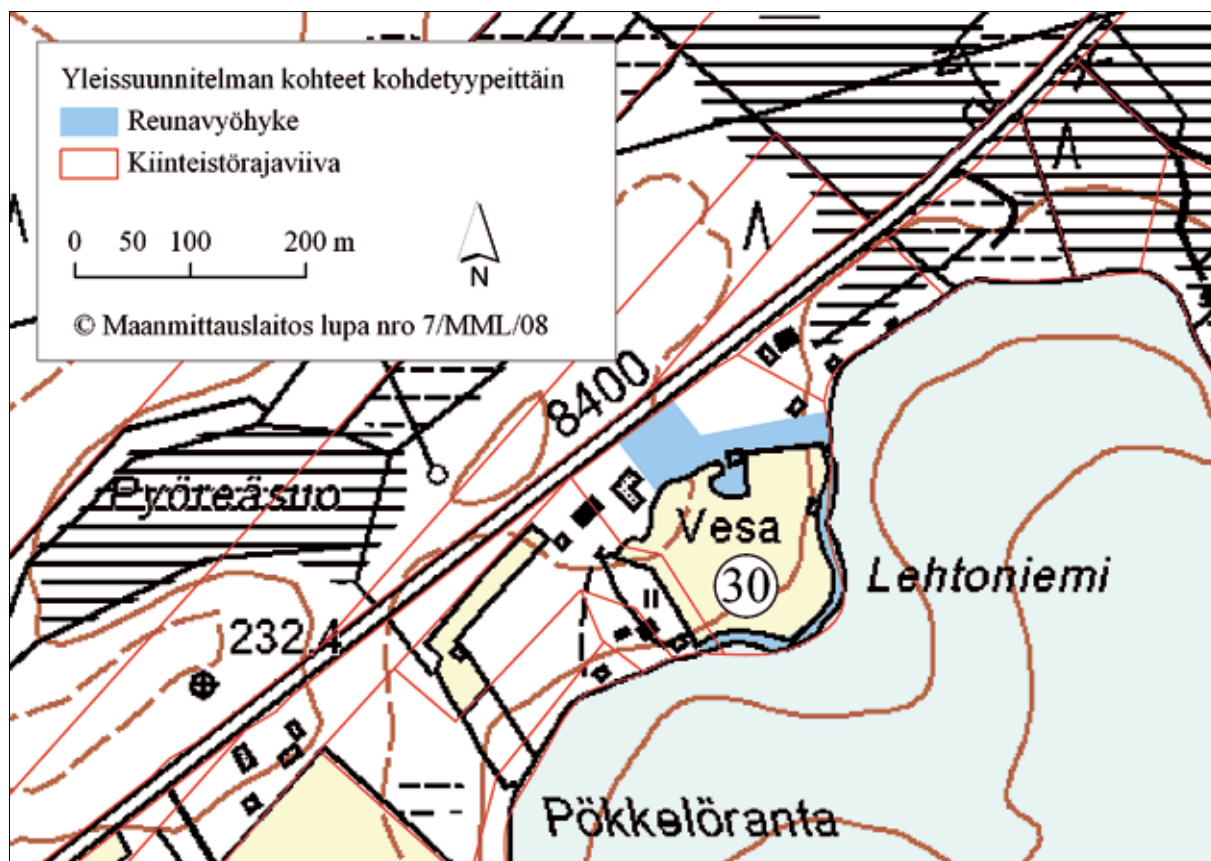 Yleissuunnitelman kohteet kohdetyypeittäin
Reunavyöhyke
Kiinteistörajaviiva
0 50 100 200 m
N
© Maanmittauslaitos lupa nro 7/MML/08
8400
Pyöreäsuo
Vesa
30
Lehtoniemi
232.4
Pökkelöranta